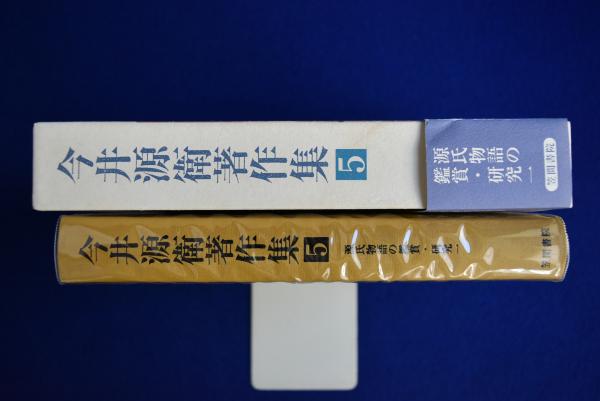 今井源衛著作集 5
源氏物語の
鑑賞・研究一
笠間書院
今井源衛著作集 5
源氏物語の鑑賞・研究一
笠間書院